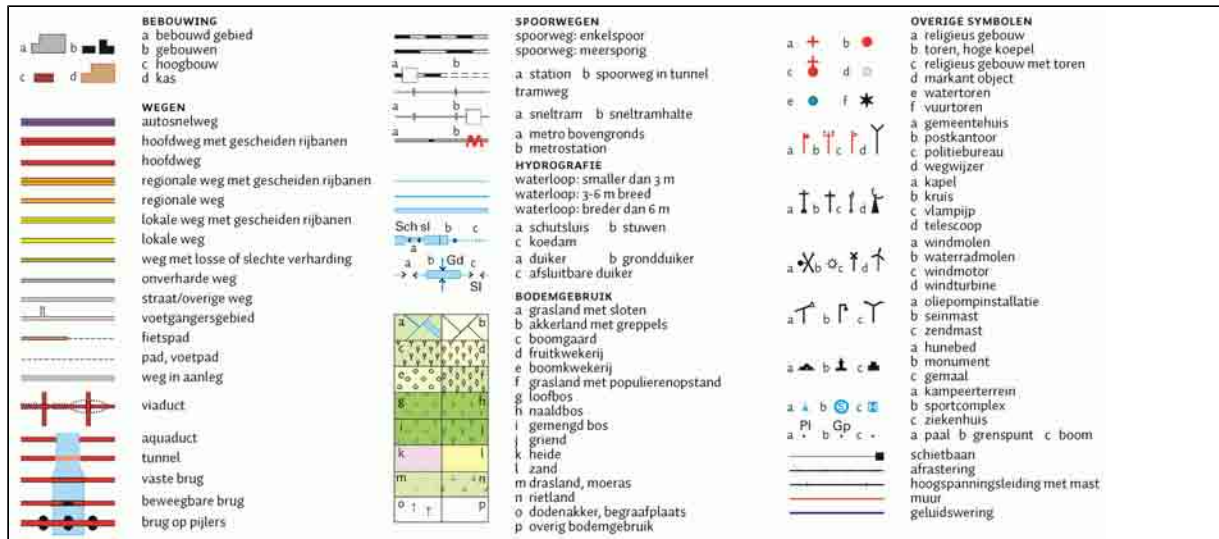 BEBOUWING
a bebouwd gebied
b gebouwen
c hoogbouw
d kas
a b
c d
WEGEN
autosnelweg
hoofdweg met gescheiden rijbanen
hoofdweg
regionale weg met gescheiden rijbanen
regionale weg
lokale weg met gescheiden rijbanen
lokale weg
weg met losse of slechte verharding
onverharde weg
straat/overige weg
voetgangersgebied
fietspad
pad, voetpad
weg in aanleg
viaduct
aquaduct
tunnel
vaste brug
beweegbare brug
brug op pijlers
SPOORWEGEN
spoorweg: enkelspoor
spoorweg: meersporig
a b
a station b spoorweg in tunnel
tramweg
a b
a sneltram b sneltramhalte
a b
a metro bovengronds
b metrostation
HYDROGRAFIE
waterloop: smaller dan 3 m
waterloop: 3-6 m breed
waterloop: breder dan 6 m
Sch sl b c
a
a schutsluis b stuwen
c koedam
a b Gd c
Sl
a duiker b grondduiker
c afsluitbare duiker
BODEMGEBRUIK
a b
c d
e f
g h
i j
k l
m n
o p
a grasland met sloten
b akkerland met greppels
c boomgaard
d fruitkwekerij
e boomkwekerij
f grasland met populierenopstand
g loofbos
h naaldbos
i gemengd bos
j griend
k heide
l zand
m drasland, moeras
n rietland
o dodenakker, begraafplaats
p overig bodemgebruik
OVERIGE SYMBOLEN
a b
c d
e f
a religieus gebouw
b toren, hoge koepel
c religieus gebouw met toren
d markant object
e watertoren
f vuurtoren
a b c d
a gemeentehuis
b postkantoor
c politiebureau
d wegwijzer
a b c d
a kapel
b kruis
c vlampijp
d telescoop
a b c d
a windmolen
b waterradmolen
c windmotor
d windturbine
a b c
a oliepompinstallatie
b seinmast
c zendmast
a b c
a hunebed
b monument
c gemaal
a b S c H
a kampeerterrein
b sportcomplex
c ziekenhuis
Pl Gp
a b c
a paal b grenspunt c boom
schietbaan
afrastering
hoogspanningsleiding met mast
muur
geluidswering